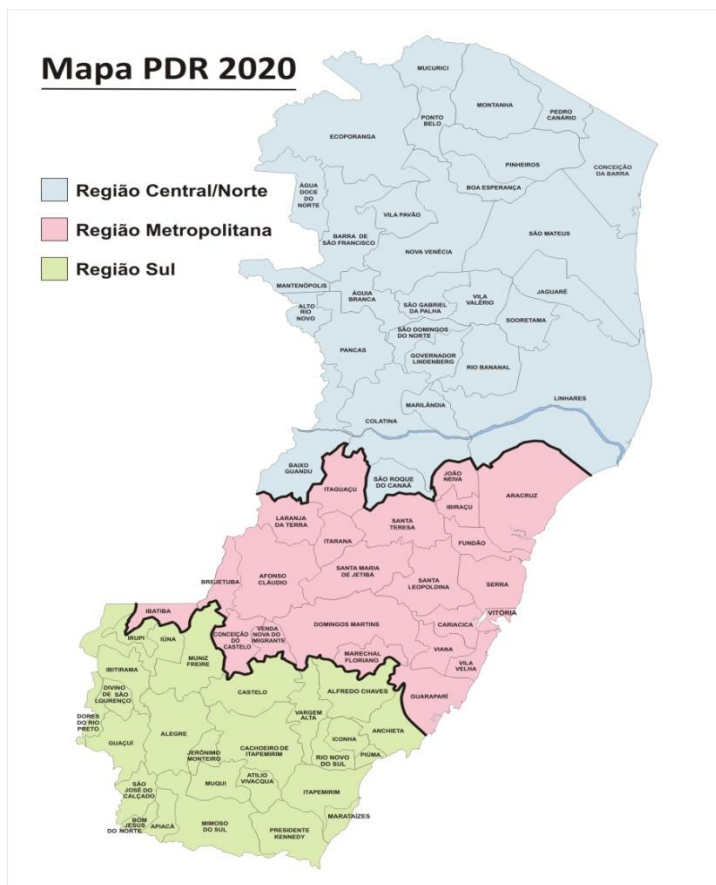 Mapa PDR 2020
Região Central/Norte
Região Metropolitana
Região Sul
MUCURICI
MONTANHA
PEDRO
CANÁRIO
PONTO
BELO
ECOPORANGA
PINHEIROS
CONCEIÇÃO
DA BARRA
BOA ESPERANÇA
ÁGUA
DOCE
DO
NORTE
VILA PAVÃO
BARRA DE
SÃO FRANCISCO
SÃO MATEUS
NOVA VENÉCIA
MANTENÓPOLIS
ÁGUIA
BRANCA
JAGUARÉ
VILA
VALÉRIO
SÃO GABRIEL
DA PALHA
ALTO
RIO
NOVO
SOORETAMA
SÃO DOMINGOS
DO NORTE
PANCAS
GOVERNADOR
LINDENBERG
RIO BANANAL
LINHARES
MARILÂNDIA
COLATINA
BAIXO
GUANDU
SÃO ROQUE
DO CANAÃ
JOÃO
NEIVA
ITAGUAÇU
ARACRUZ
IBIRAÇU
LARANJA
DA TERRA
SANTA
TERESA
ITARANA
FUNDÃO
SANTA MARIA
DE JETIBÁ
BREJETUBA
AFONSO
CLÁUDIO
SANTA
LEOPOLDINA
SERRA
IBATIBA
VITÓRIA
DOMINGOS MARTINS
CARIACICA
CONCEIÇÃO
DO
CASTELO
VENDA
NOVA DO
IMIGRANTE
VIANA
MARECHAL
FLORIANO
VILA
VELHA
GUARAPARÍ
IRUPI
IÚNA
MUNIZ
FREIRE
IBITIRAMA
CASTELO
ALFREDO CHAVES
DIVINO
DE SÃO
LOURENÇO
DORES
DO RIO
PRETO
VARGEM
ALTA
ANCHIETA
GUAÇUÍ
ALEGRE
ICONHA
CACHOEIRO DE
ITAPEMIRIM
JERÔNIMO
MONTEIRO
RIO NOVO
DO SUL
PIÚMA
SÃO
JOSÉ DO
CALÇADO
MUQUI
ATILIO
VIVACQUA
ITAPEMIRIM
BOM
JESUS
DO NORTE
APIACÁ
MIMOSO
DO SUL
PRESIDENTE
KENNEDY
MARATAÍZES